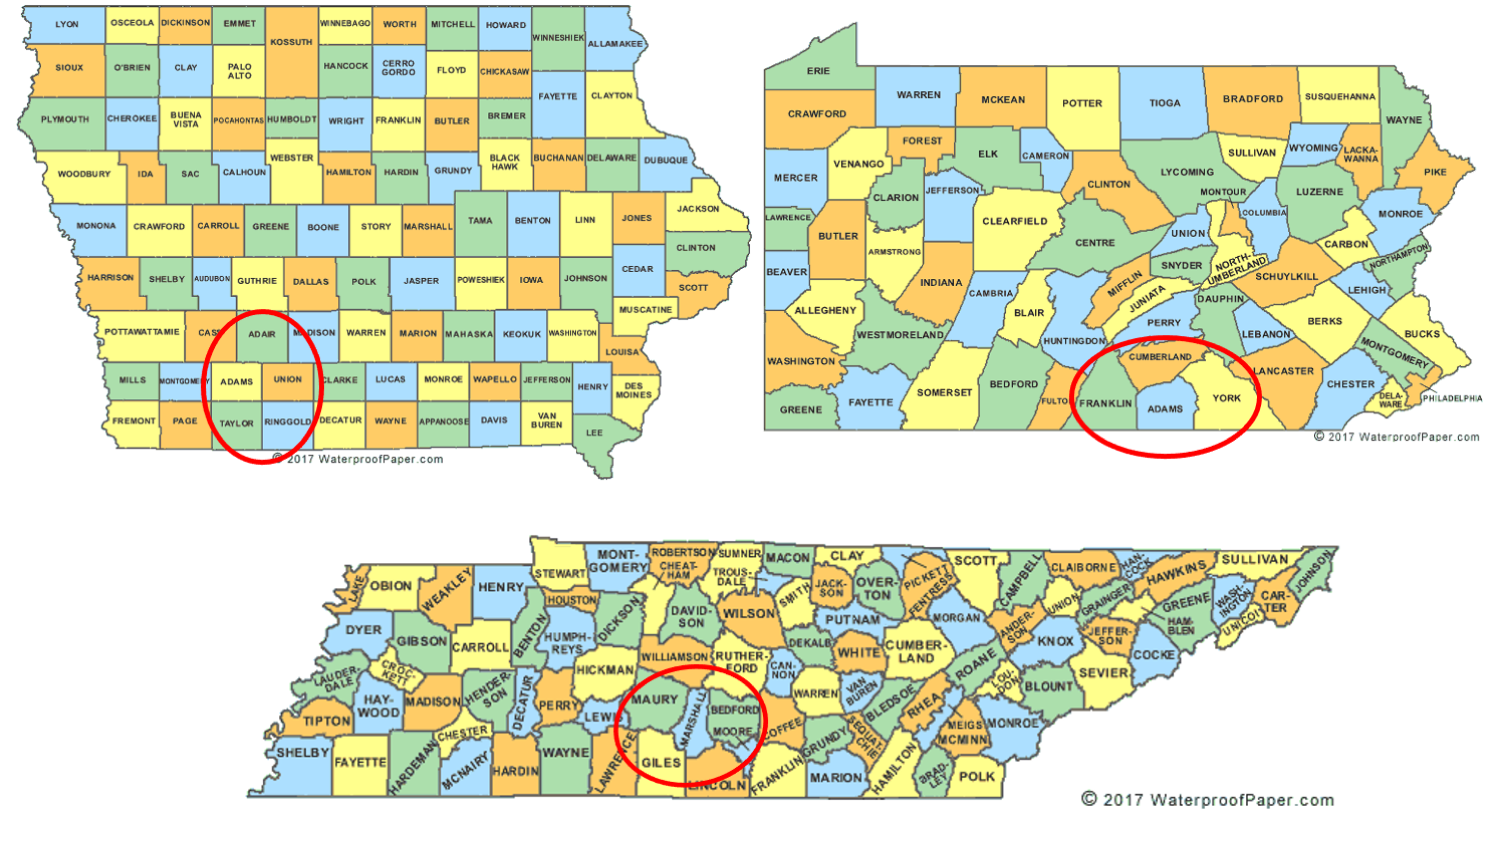 LYON
OSCEOLA
DICKINSON
EMMET
KOSSUTH
WINNEBAGO
WORTH
MITCHELL
HOWARD
WINNESHIEK
ALLAMAKEE
SIOUX
O'BRIEN
CLAY
PALO
ALTO
HANCOCK
CERRO
GORDO
FLOYD
CHICKASAW
FAYETTE
CLAYTON
PLYMOUTH
CHEROKEE
BUENA
VISTA
POCAHONTAS
HUMBOLDT
WRIGHT
FRANKLIN
BUTLER
BREMER
WOODBURY
IDA
SAC
CALHOUN
WEBSTER
HAMILTON
HARDIN
GRUNDY
BLACK
HAWK
BUCHANAN
DELAWARE
DUBUQUE
MONONA
CRAWFORD
CARROLL
GREENE
BOONE
STORY
MARSHALL
TAMA
BENTON
LINN
JONES
JACKSON
CLINTON
HARRISON
SHELBY
AUDUBON
GUTHRIE
DALLAS
POLK
JASPER
POWESHIEK
IOWA
JOHNSON
CEDAR
SCOTT
MUSCATINE
POTTAWATTAMIE
CASS
ADAIR
MADISON
WARREN
MARION
MAHASKA
KEOKUK
WASHINGTON
LOUISA
MILLS
MONTGOMERY
ADAMS
UNION
CLARKE
LUCAS
MONROE
WAPELLO
JEFFERSON
HENRY
DES
MOINES
FREMONT
PAGE
TAYLOR
RINGGOLD
DECATUR
WAYNE
APPANOOSE
DAVIS
VAN
BUREN
LEE
© 2017 WaterproofPaper.com
ERIE
CRAWFORD
WARREN
MCKEAN
POTTER
TIOGA
BRADFORD
SUSQUEHANNA
WAYNE
MERCER
VENANGO
FOREST
ELK
CAMERON
CLINTON
LYCOMING
SULLIVAN
WYOMING
LACKA-
WANNA
PIKE
LAWRENCE
BUTLER
CLARION
JEFFERSON
CLEARFIELD
CENTRE
UNION
MONTOUR
COLUMBIA
LUZERNE
MONROE
CARBON
BEAVER
ARMSTRONG
INDIANA
CAMBRIA
BLAIR
MIFFLIN
SNYDER
NORTH-
UMBERLAND
SCHUYLKILL
NORTHAMPTON
LEHIGH
ALLEGHENY
WESTMORELAND
HUNTINGDON
JUNIATA
PERRY
DAUPHIN
LEBANON
BERKS
BUCKS
MONTGOMERY
WASHINGTON
GREENE
FAYETTE
SOMERSET
BEDFORD
FULTO
FRANKLIN
CUMBERLAND
ADAMS
YORK
LANCASTER
CHESTER
DELA-
WARE
PHILADELPHIA
© 2017 WaterproofPaper.com
LAKE
OBION
WEAKLEY
HENRY
STEWART
MONT-
GOMERY
ROBERTSON
CHEAT-
HAM
SUMNER
TROUS-
DALE
MACON
CLAY
PICKETT
SCOTT
CAMPBELL
CLAIBORNE
HAN-
COCK
HAWKINS
SULLIVAN
JOHNSON
DYER
GIBSON
CARROLL
BENTON
HOUSTON
HUMPH-
REYS
DICKSON
DAVID-
SON
WILSON
SMITH
JACK-
SON
OVER-
TON
FENTRESS
PUTNAM
MORGAN
ANDER-
SON
UNION
GRAINGER
HAM-
BLEN
GREENE
WASH-
INGTON
CAR-
TER
UNICOI
LAUDER-
DALE
CROC-
KETT
HAY-
WOOD
MADISON
HENDER-
SON
DECATUR
PERRY
HICKMAN
WILLIAMSON
RUTHER-
FORD
CAN-
NON
DEKALB
WHITE
CUMBER-
LAND
ROANE
KNOX
JEFFER-
SON
COCKE
SEVIER
TIPTON
LEWIS
MAURY
MARSHALL
BEDFORD
MOORE
COFFEE
WARREN
VAN
BUREN
BLEDSOE
RHEA
LOU-
DON
BLOUNT
MEIGS
MCMINN
MONROE
SHELBY
FAYETTE
HARDEMAN
CHESTER
MCNAIRY
HARDIN
WAYNE
LAWRENCE
GILES
LINCOLN
FRANKLIN
GRUNDY
SEQUAT-
CHIE
MARION
HAMILTON
BRAD-
LEY
POLK
© 2017 WaterproofPaper.com